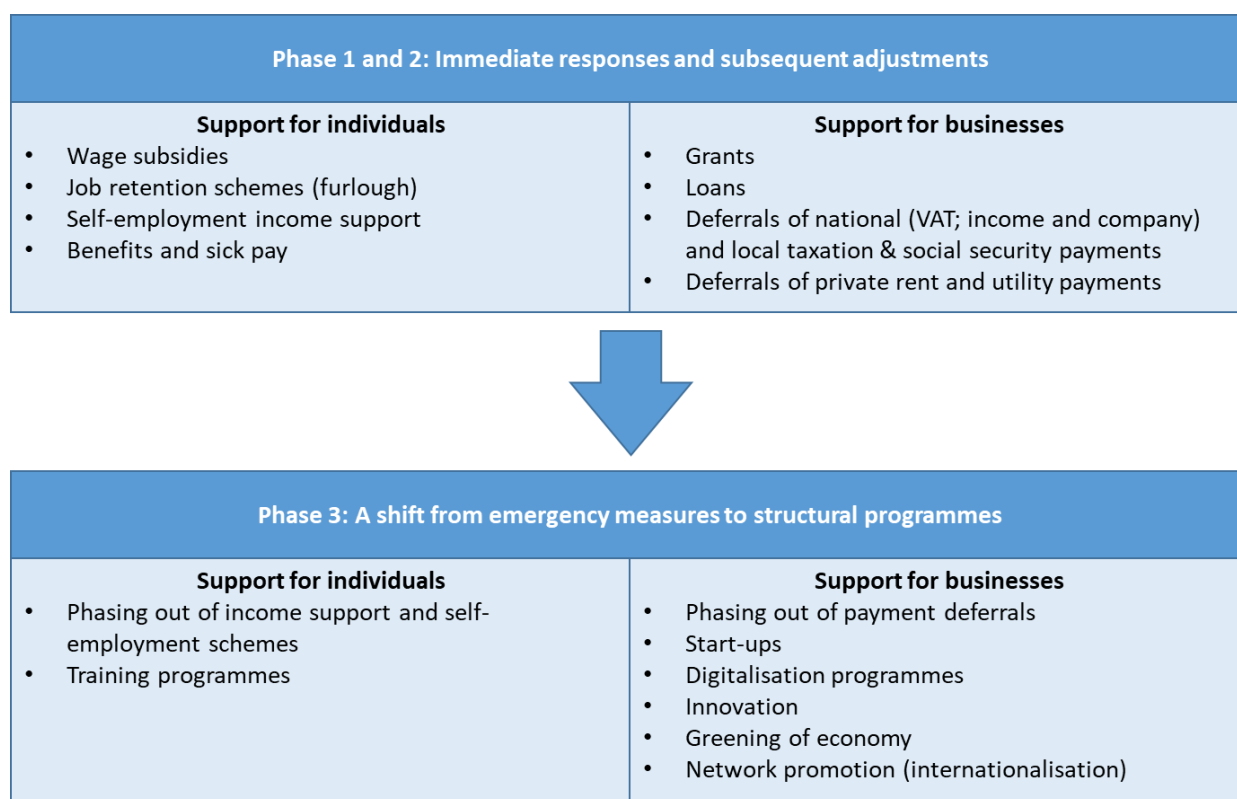 Phase 1 and 2: Immediate responses and subsequent adjustments
Support for individuals
• Wage subsidies
• Job retention schemes (furlough)
• Self-employment income support
• Benefits and sick pay
Support for businesses
• Grants
• Loans
• Deferrals of national (VAT; income and company)
and local taxation & social security payments
• Deferrals of private rent and utility payments
Phase 3: A shift from emergency measures to structural programmes
Support for individuals
• Phasing out of income support and self-
employment schemes
• Training programmes
Support for businesses
• Phasing out of payment deferrals
• Start-ups
• Digitalisation programmes
• Innovation
• Greening of economy
• Network promotion (internationalisation)